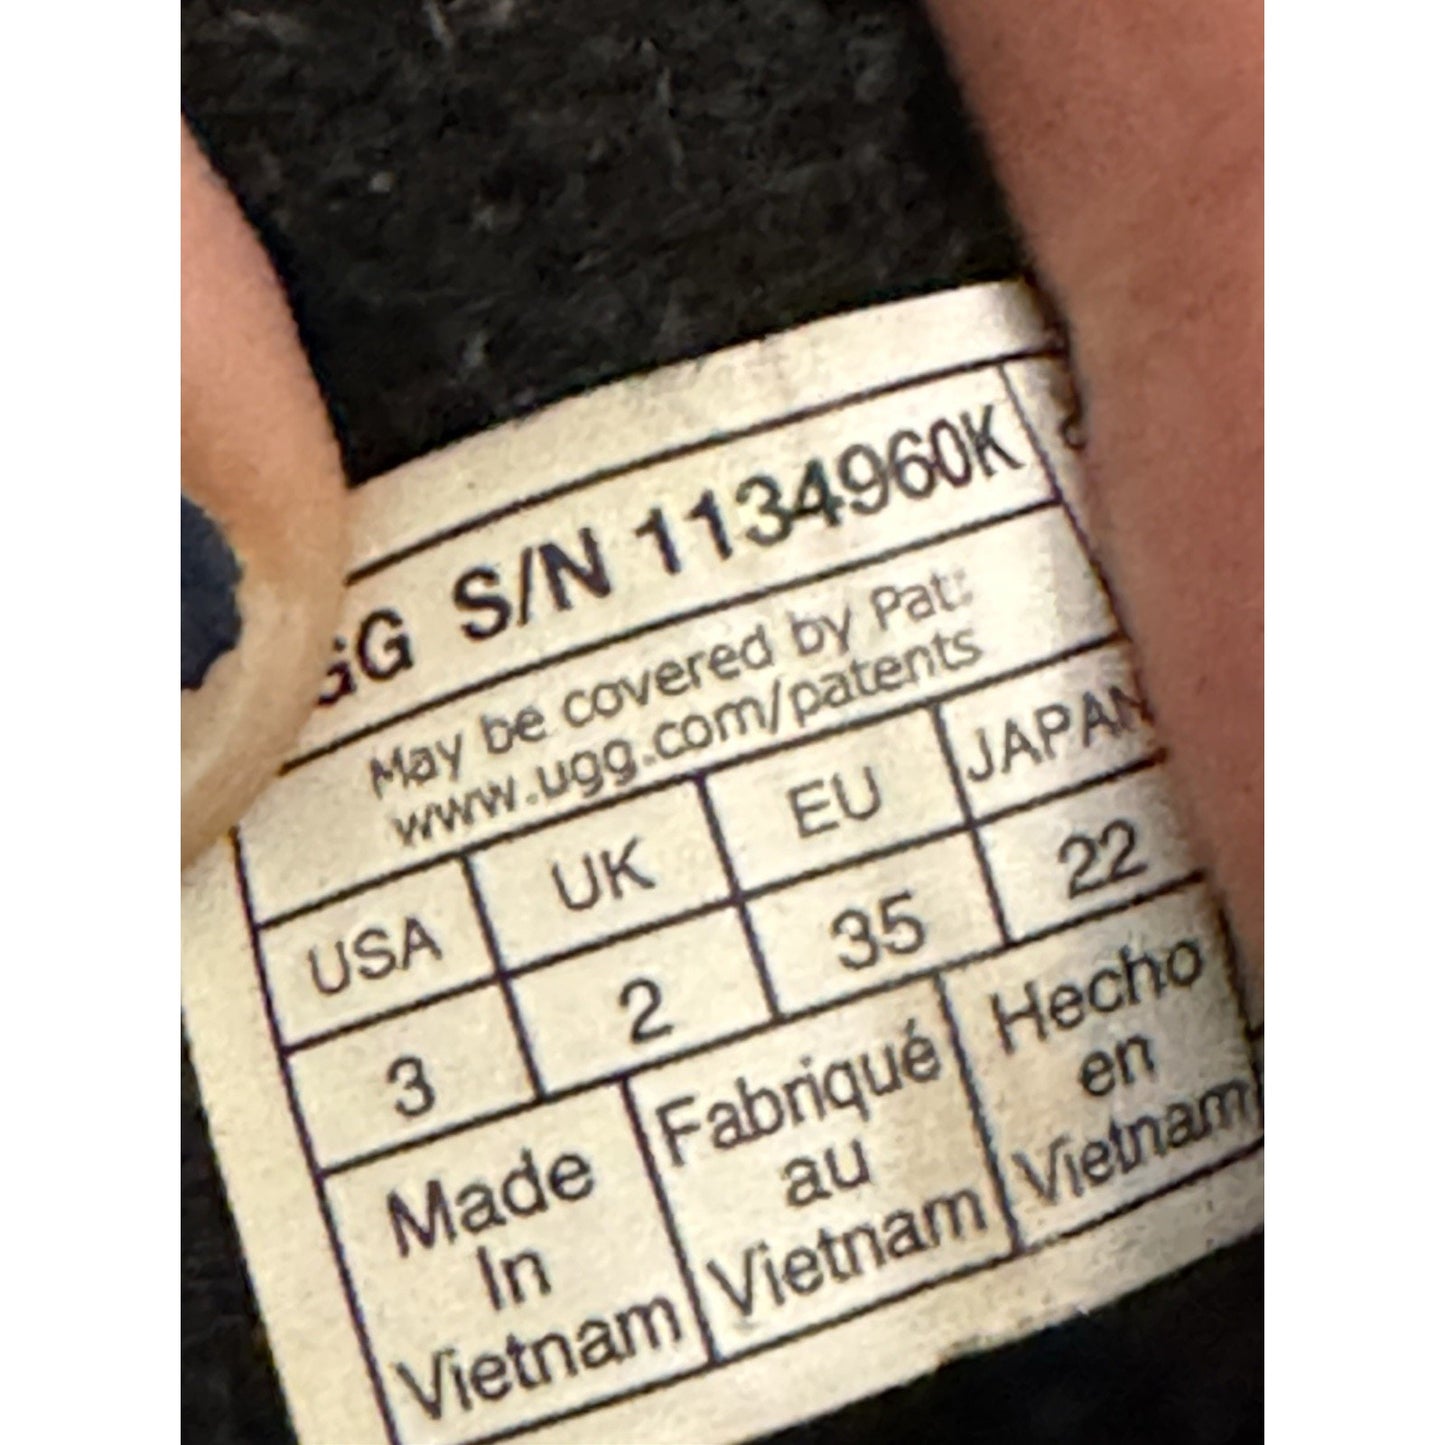 GG S/N 1134960K
May be covered by Pat:
www.ugg.com/patents
USA UK EU JAPAN
3 2 35 22
Made Fabriqué Hecho
In au en
Vietnam Vietnam Vietnam